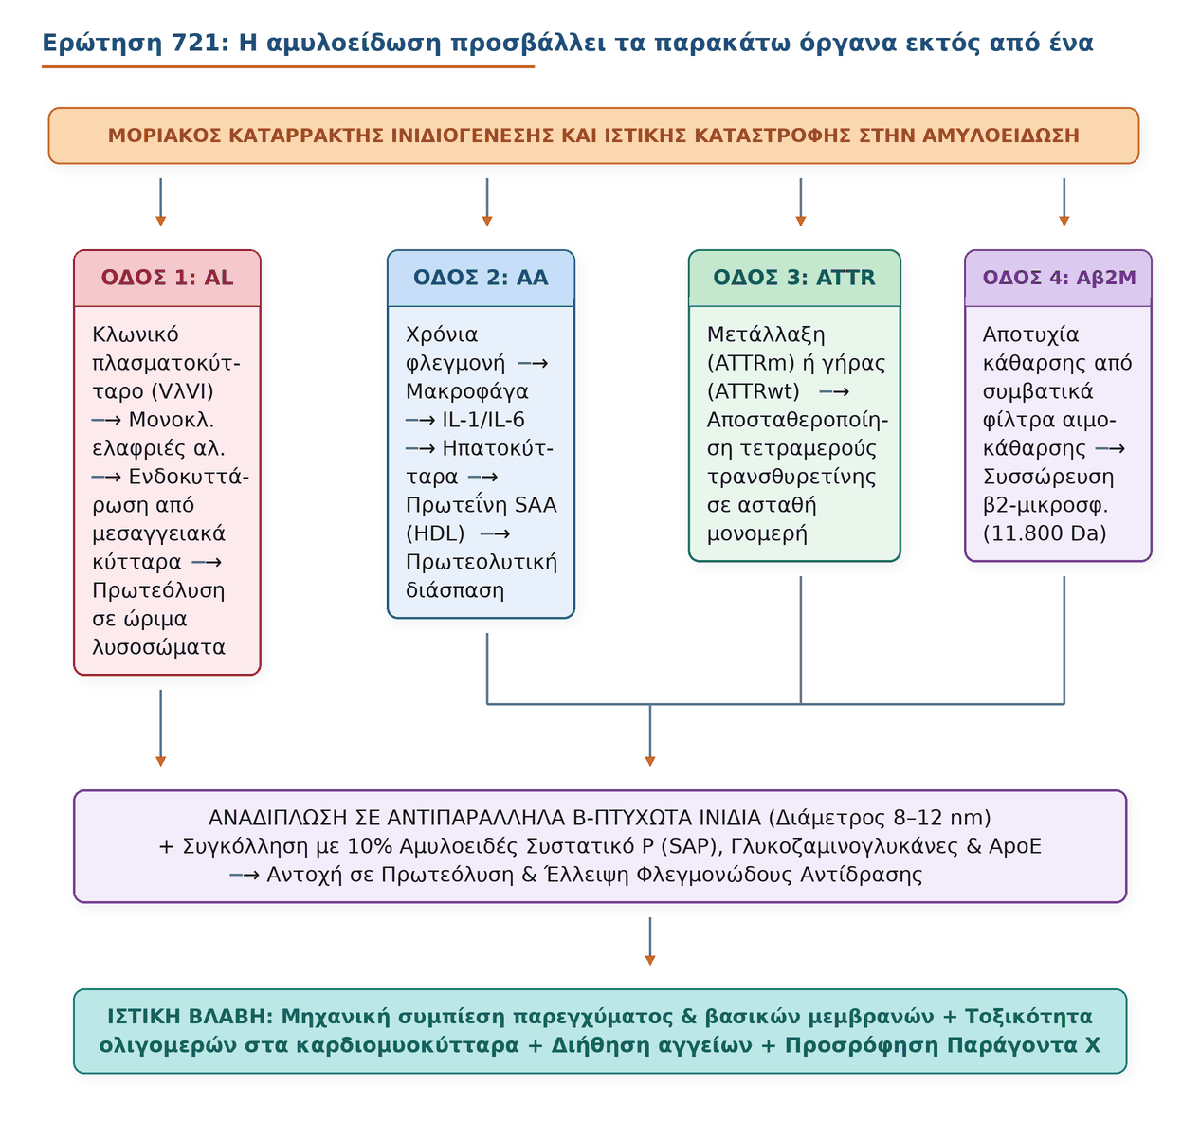 Ερώτηση 721: Η αμυλοείδωση προσβάλλει τα παρακάτω όργανα εκτός από ένα
ΜΟΡΙΑΚΟΣ ΚΑΤΑΡΡΑΚΤΗΣ ΙΝΙΔΙΟΓΕΝΕΣΗΣ ΚΑΙ ΙΣΤΙΚΗΣ ΚΑΤΑΣΤΡΟΦΗΣ ΣΤΗΝ ΑΜΥΛΟΕΙΔΩΣΗ
ΟΔΟΣ 1: AL
Κλωνικό
πλασματοκύτ-
ταρο (VλVI)
—→ Μονοκλ.
ελαφριές αλ.
—→ Ενδοκυττά-
ρωση από
μεσαγγειακά
κύτταρα —→
Πρωτεόλυση
σε ώριμα
λυσοσώματα
ΟΔΟΣ 2: AA
Χρόνια
φλεγμονή —→
Μακροφάγα
—→ IL-1/IL-6
—→ Ηπατοκύτ-
ταρα —→
Πρωτεΐνη SAA
(HDL) —→
Πρωτεολυτική
διάσπαση
ΟΔΟΣ 3: ATTR
Μετάλλαξη
(ATTRm) ή γήρας
(ATTRwt) —→
Αποσταθεροποίη-
ση τετραμερούς
τρανσθυρετίνης
σε ασταθή
μονομερή
ΟΔΟΣ 4: Aβ2M
Αποτυχία
κάθαρσης από
συμβατικά
φίλτρα αιμο-
κάθαρσης —→
Συσσώρευση
β2-μικροσφ.
(11.800 Da)
ΑΝΑΔΙΠΛΩΣΗ ΣΕ ΑΝΤΙΠΑΡΑΛΛΗΛΑ Β-ΠΤΥΧΩΤΑ ΙΝΙΔΙΑ (Διάμετρος 8–12 nm)
+ Συγκόλληση με 10% Αμυλοειδές Συστατικό P (SAP), Γλυκοζαμινογλυκάνες & ApoE
—→ Αντοχή σε Πρωτεόλυση & Έλλειψη Φλεγμονώδους Αντίδρασης
ΙΣΤΙΚΗ ΒΛΑΒΗ: Μηχανική συμπίεση παρεγχύματος & βασικών μεμβρανών + Τοξικότητα
ολιγομερών στα καρδιομυοκύτταρα + Διήθηση αγγείων + Προσρόφηση Παράγοντα Χ